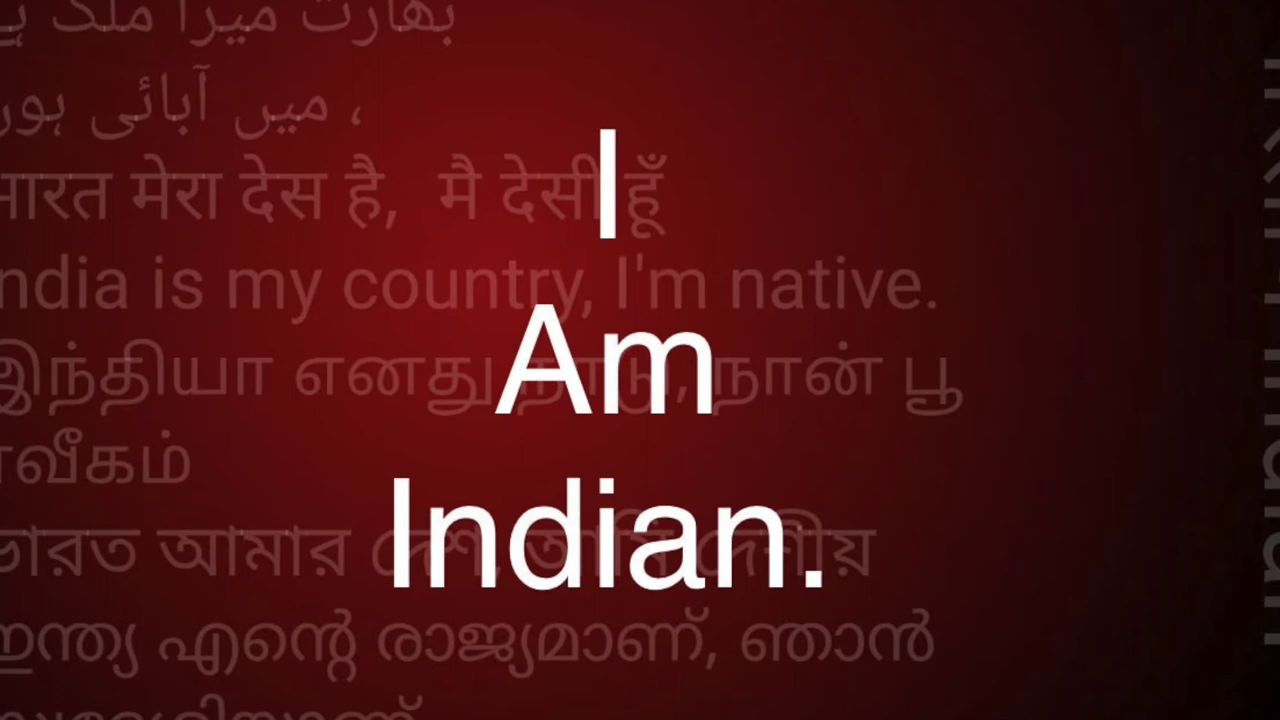 بھارت میرا ملک ہے
، میں آبائی ہوں
भारत मेरा देस है, मै देसी हूँ
I
India is my country, I'm native.
Am
இந்தியா எனது நாடு, நான் பூ
ர்வீகம்
Indian.
ভারত আমার দেশ, আমি দেশীয়
ഇന്ത്യ എന്റെ രാജ്യമാണ്, ഞാൻ